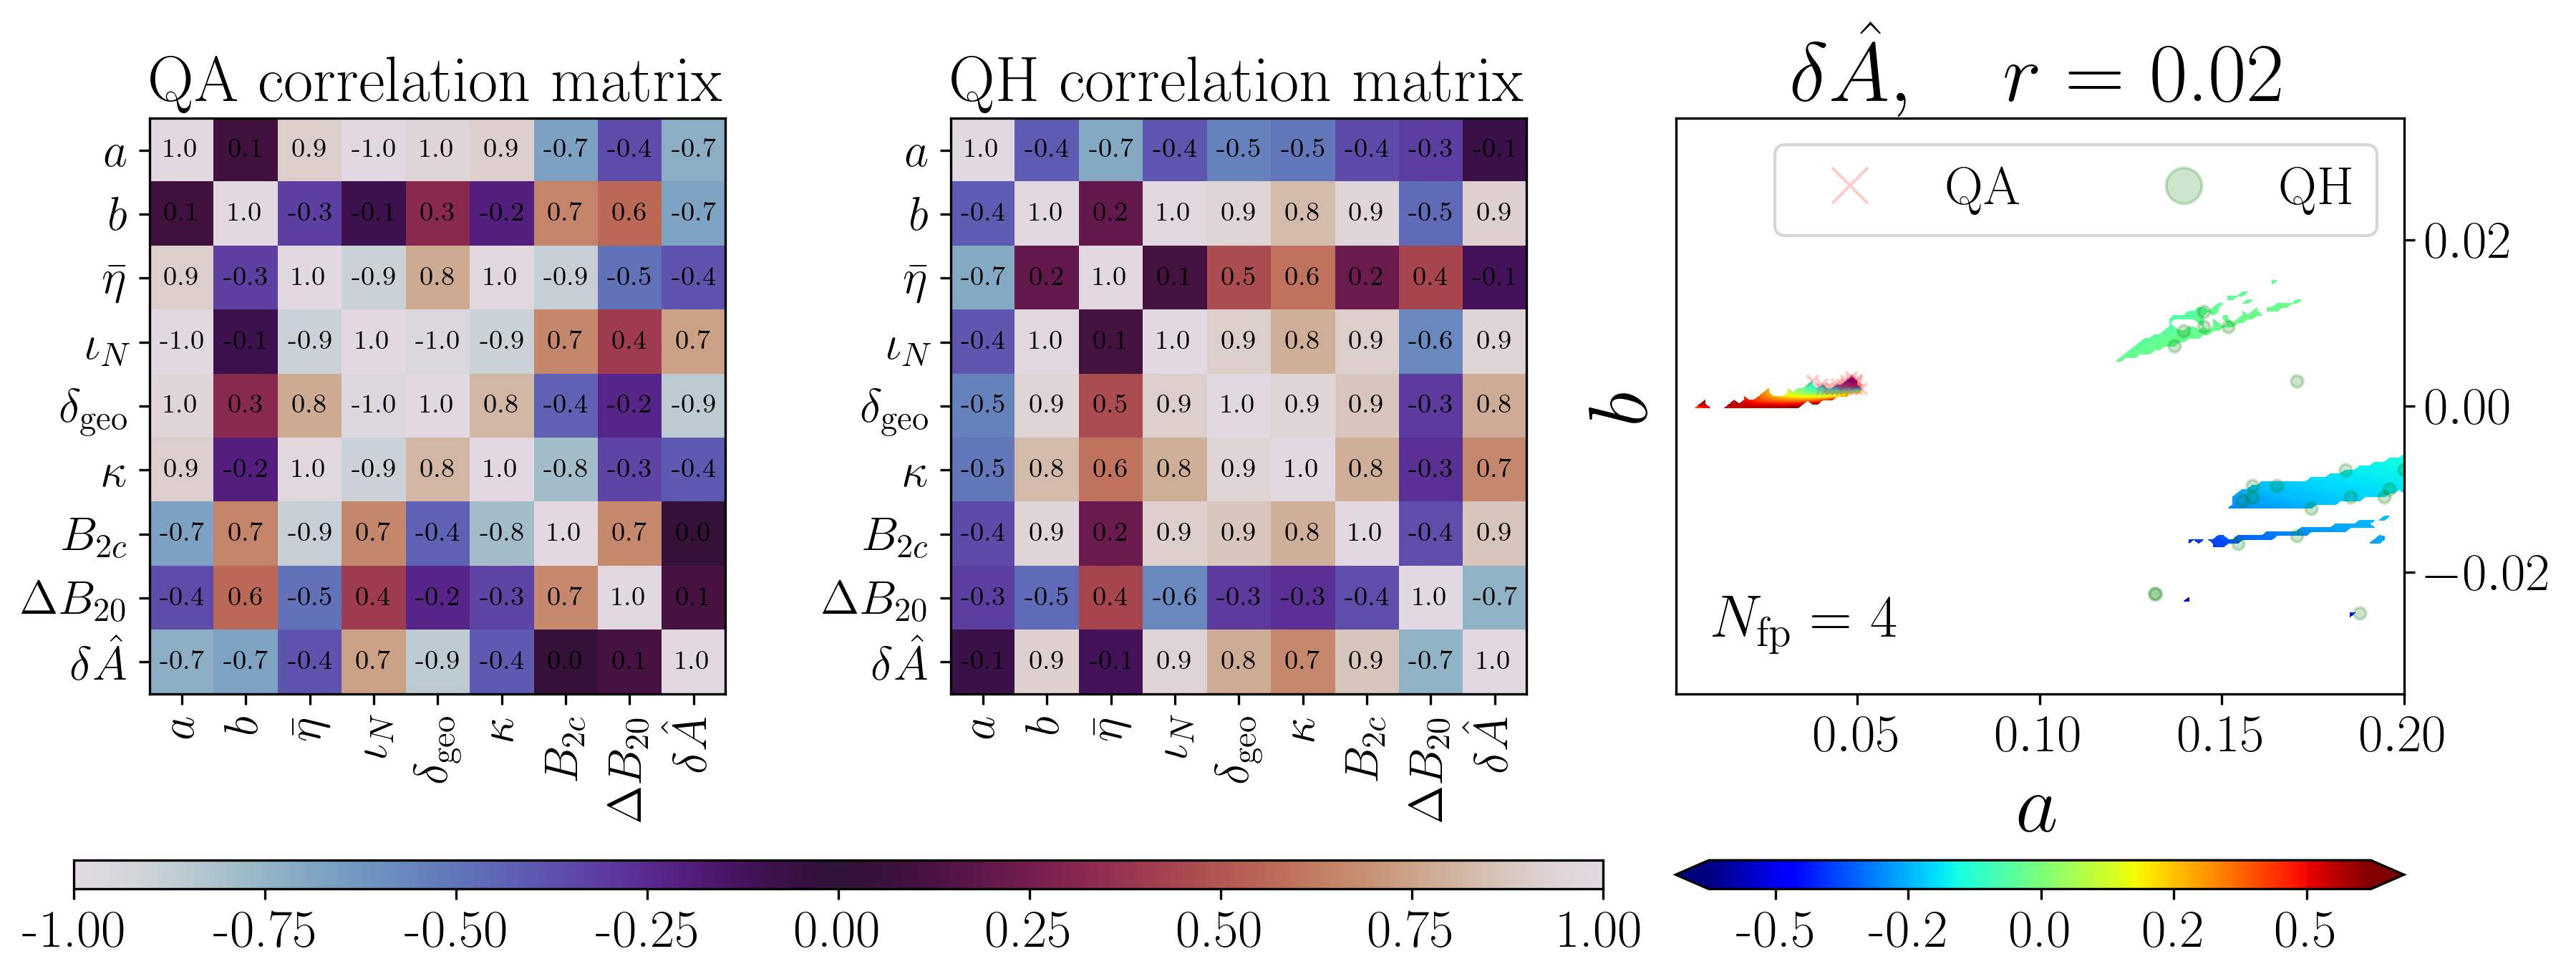 QA correlation matrix
a 1.0 0.1 0.9 -1.0 1.0 0.9 -0.7 -0.4 -0.7
b 0.1 1.0 -0.3 -0.1 0.3 -0.2 0.7 0.6 -0.7
η̄ 0.9 -0.3 1.0 -0.9 0.8 1.0 -0.9 -0.5 -0.4
ι_N -1.0 -0.1 -0.9 1.0 -1.0 -0.9 0.7 0.4 0.7
δ_geo 1.0 0.3 0.8 -1.0 1.0 0.8 -0.4 -0.2 -0.9
κ 0.9 -0.2 1.0 -0.9 0.8 1.0 -0.8 -0.3 -0.4
B_2c -0.7 0.7 -0.9 0.7 -0.4 -0.8 1.0 0.7 0.0
ΔB_20 -0.4 0.6 -0.5 0.4 -0.2 -0.3 0.7 1.0 0.1
δÂ -0.7 -0.7 -0.4 0.7 -0.9 -0.4 0.0 0.1 1.0
a b η̄ ι_N δ_geo κ B_2c ΔB_20 δÂ
QH correlation matrix
a 1.0 -0.4 -0.7 -0.4 -0.5 -0.5 -0.4 -0.3 -0.1
b -0.4 1.0 0.2 1.0 0.9 0.8 0.9 -0.5 0.9
η̄ -0.7 0.2 1.0 0.1 0.5 0.6 0.2 0.4 -0.1
ι_N -0.4 1.0 0.1 1.0 0.9 0.8 0.9 -0.6 0.9
δ_geo -0.5 0.9 0.5 0.9 1.0 0.9 0.9 -0.3 0.8
κ -0.5 0.8 0.6 0.8 0.9 1.0 0.8 -0.3 0.7
B_2c -0.4 0.9 0.2 0.9 0.9 0.8 1.0 -0.4 0.9
ΔB_20 -0.3 -0.5 0.4 -0.6 -0.3 -0.3 -0.4 1.0 -0.7
δÂ -0.1 0.9 -0.1 0.9 0.8 0.7 0.9 -0.7 1.0
a b η̄ ι_N δ_geo κ B_2c ΔB_20 δÂ
-1.00 -0.75 -0.50 -0.25 0.00 0.25 0.50 0.75 1.00
δÂ, r = 0.02
QA QH
0.02
0.00
−0.02
b
N_fp = 4
0.05 0.10 0.15 0.20
a
-0.5 -0.2 0.0 0.2 0.5